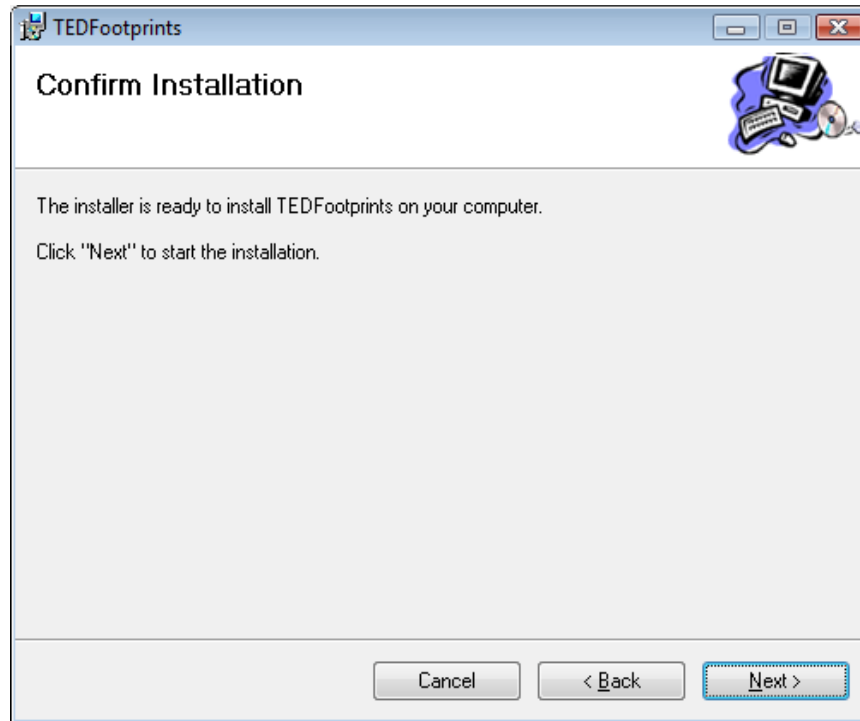 TEDFootprints
Confirm Installation
The installer is ready to install TEDFootprints on your computer.
Click "Next" to start the installation.
Cancel
< Back
Next >